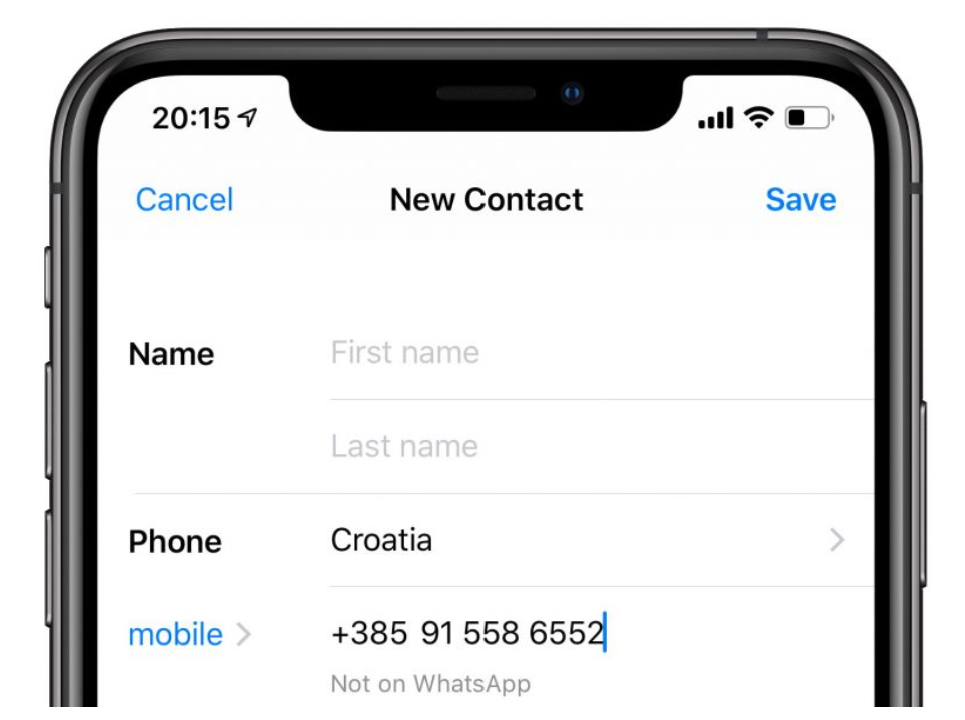 20:15
Cancel New Contact Save
Name First name
Last name
Phone Croatia
mobile +385 91 558 6552
Not on WhatsApp